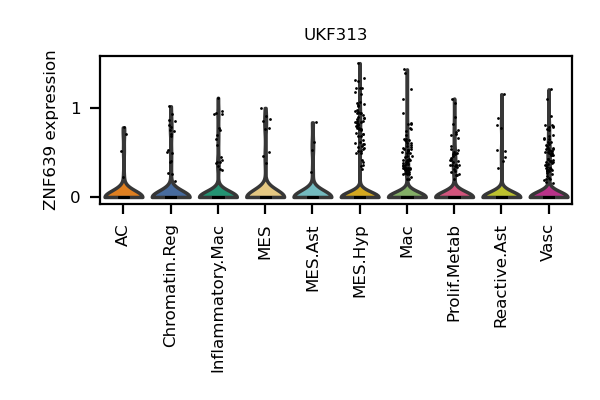 UKF313
ZNF639 expression
1
0
AC
Chromatin.Reg
Inflammatory.Mac
MES
MES.Ast
MES.Hyp
Mac
Prolif.Metab
Reactive.Ast
Vasc